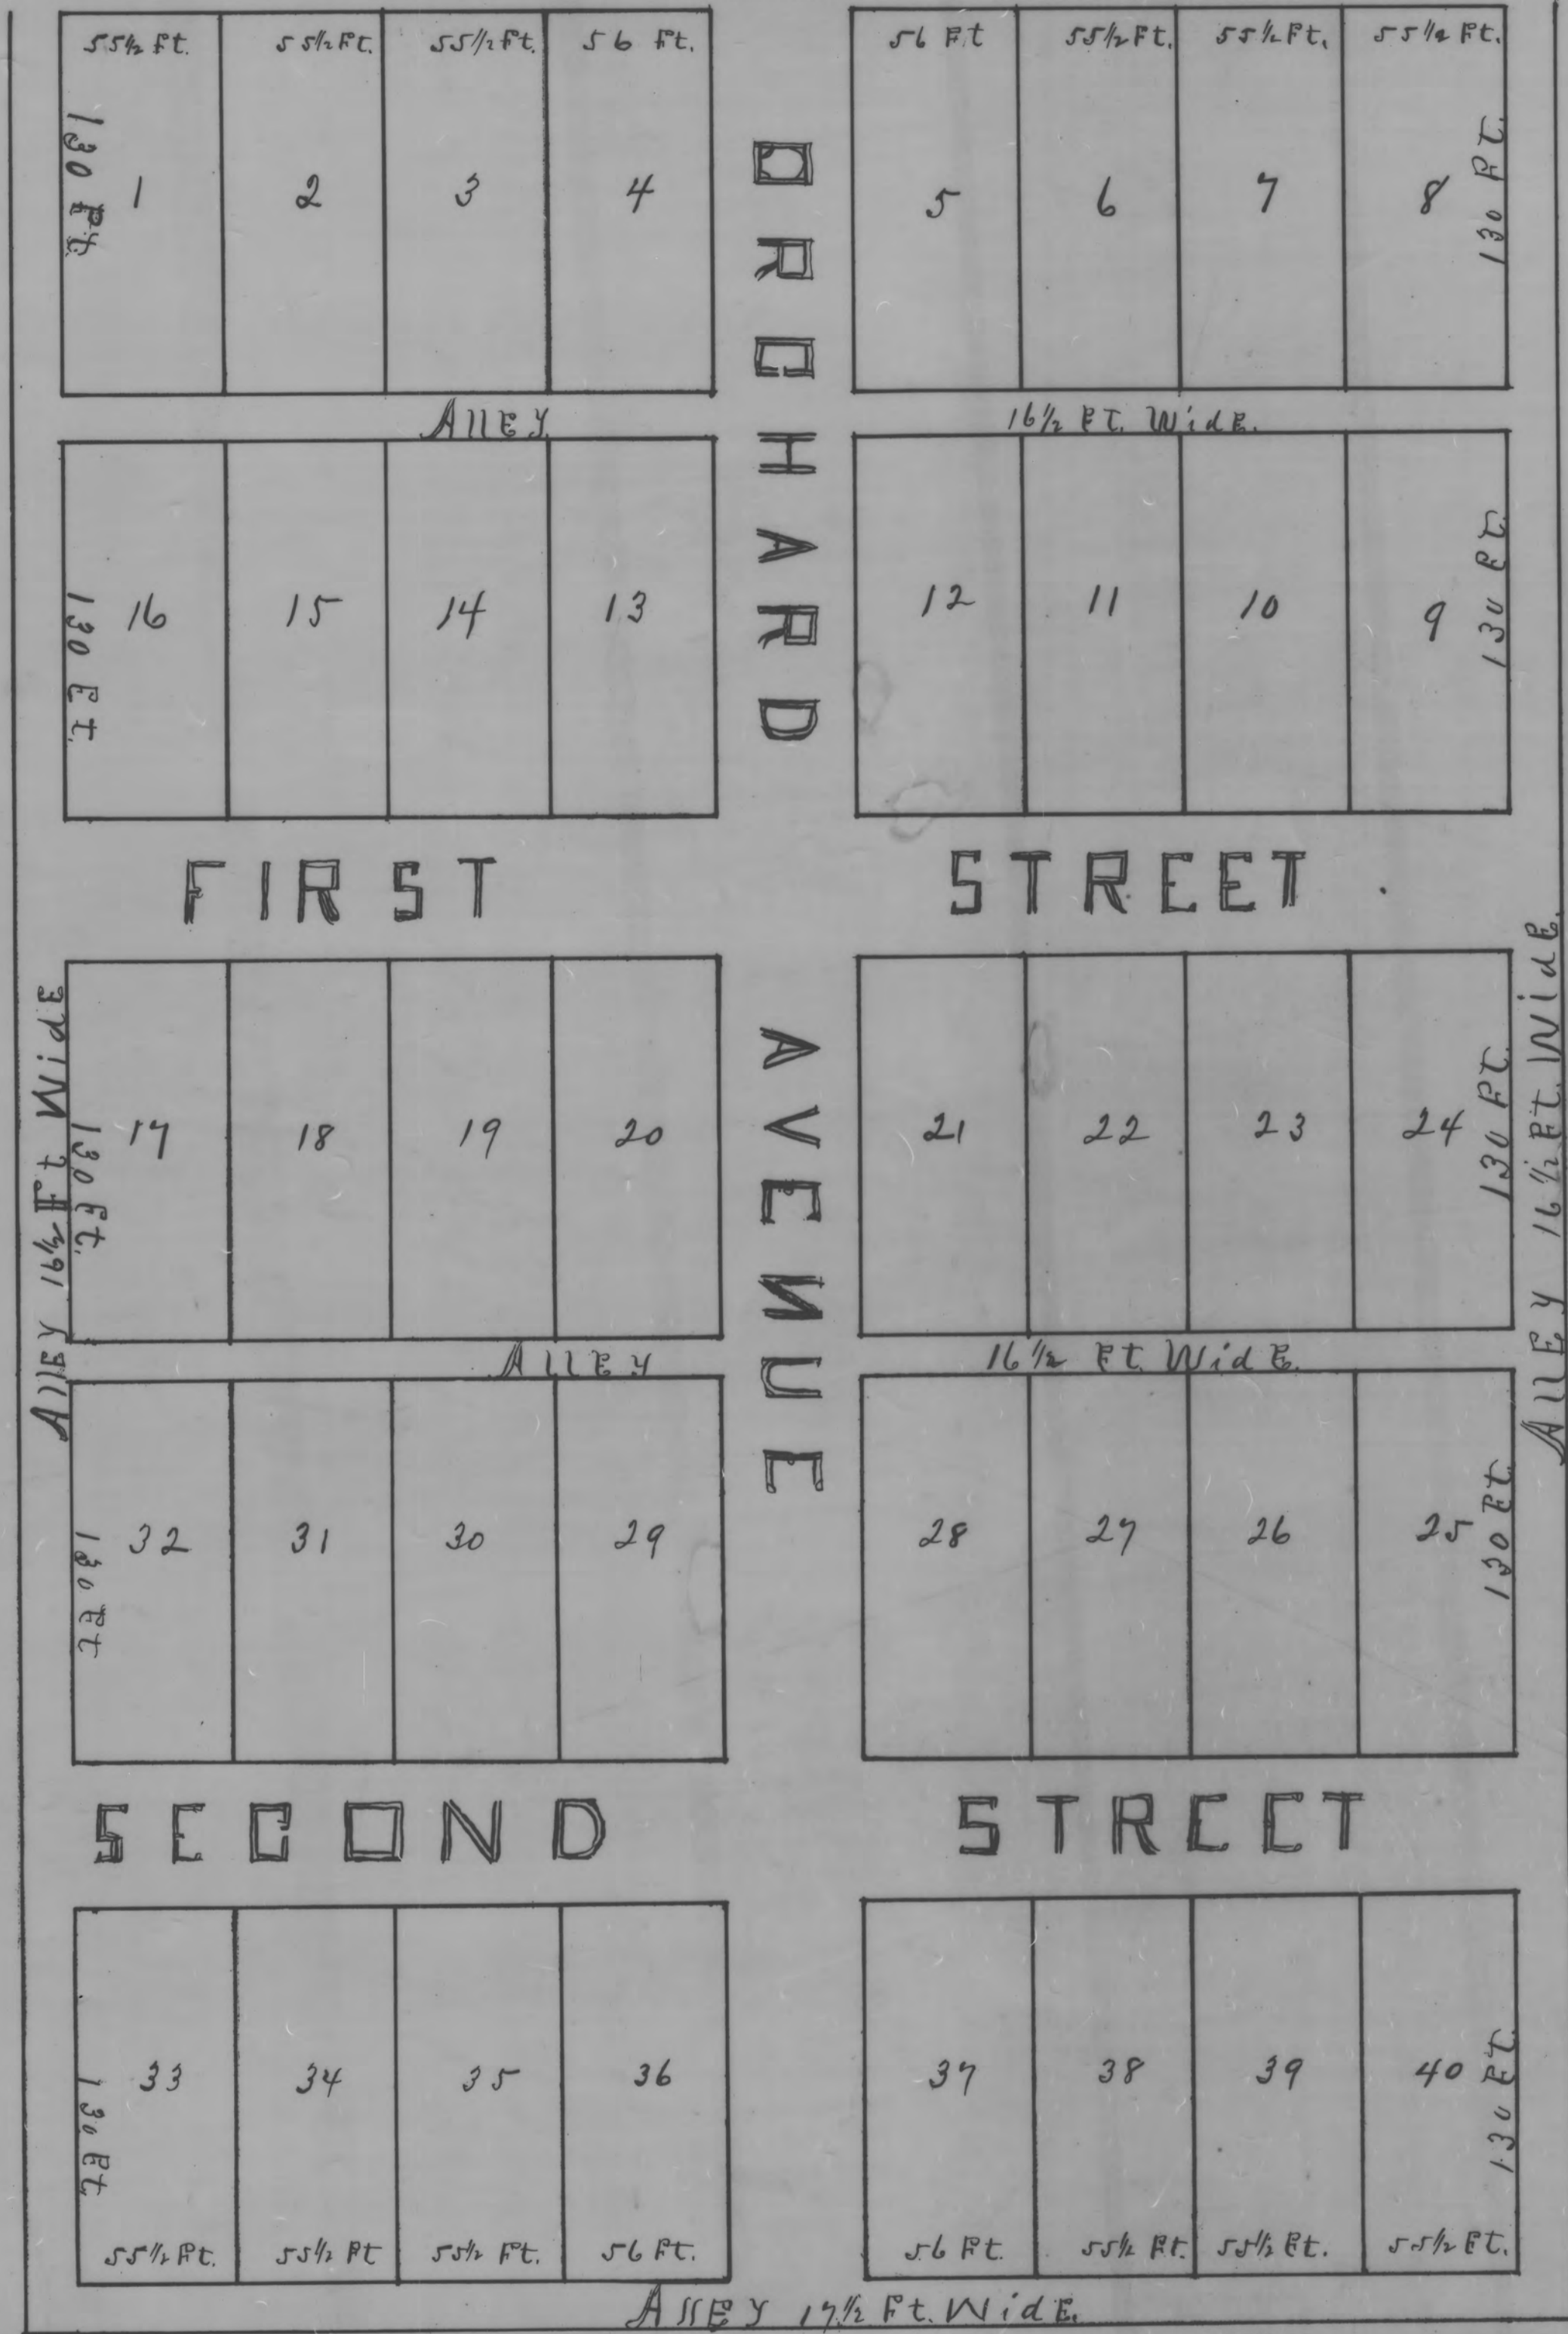 55½ Ft. 55½ Ft. 55½ Ft. 56 Ft. 56 Ft 55½ Ft. 55½ Ft. 55½ Ft.
130 Ft. 1 2 3 4 5 6 7 8 130 Ft.
ORCHARD
AllEY 16½ Ft. WidE.
130 Ft. 16 15 14 13 12 11 10 9 130 Ft.
FIRST STREET
AllEY 16½ Ft WidE
130 Ft. 17 18 19 20 21 22 23 24 130 Ft.
AVENUE
AllEY 16½ Ft. WidE.
AllEY 16½ Ft. WidE.
130 Ft 32 31 30 29 28 27 26 25 130 Ft.
SECOND STREET
130 Ft. 33 34 35 36 37 38 39 40 130 Ft.
55½ Ft. 55½ Ft 55½ Ft. 56 Ft. 56 Ft. 55½ Ft. 55½ Ft. 55½ Ft.
AllEY 17½ Ft. WidE.